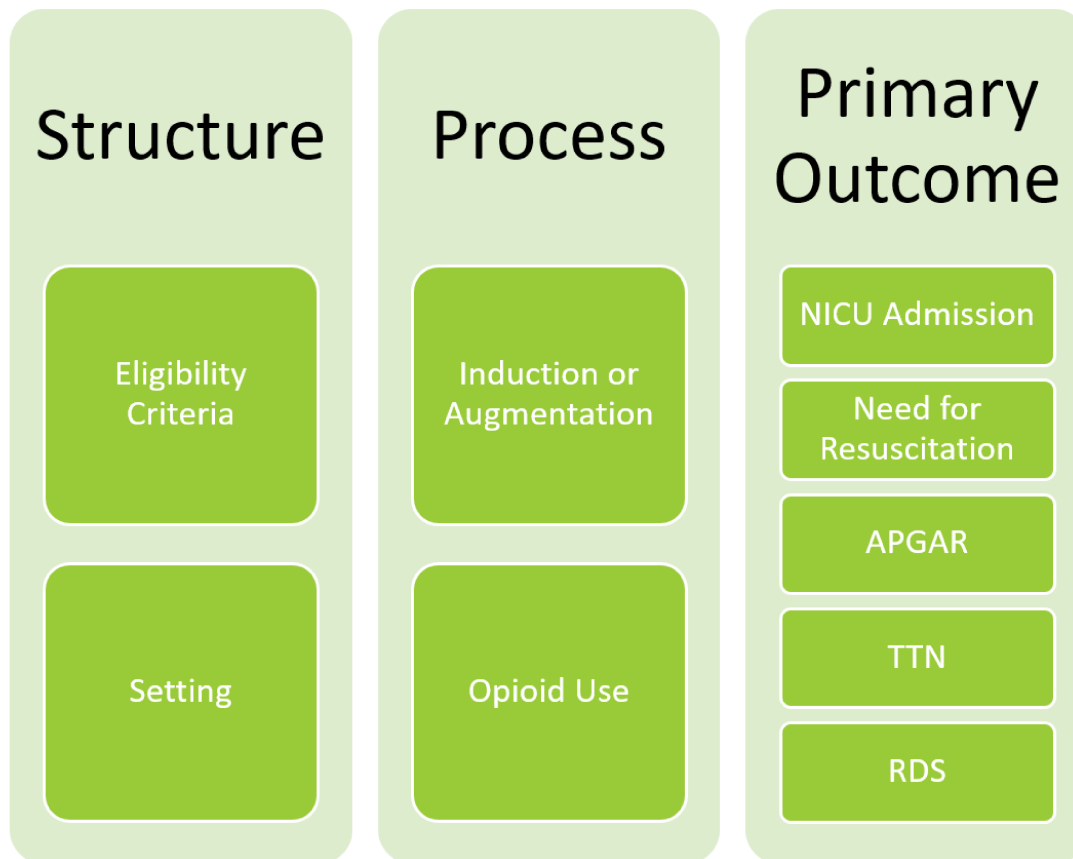 Structure
Eligibility
Criteria
Setting
Process
Induction or
Augmentation
Opioid Use
Primary
Outcome
NICU Admission
Need for
Resuscitation
APGAR
TTN
RDS